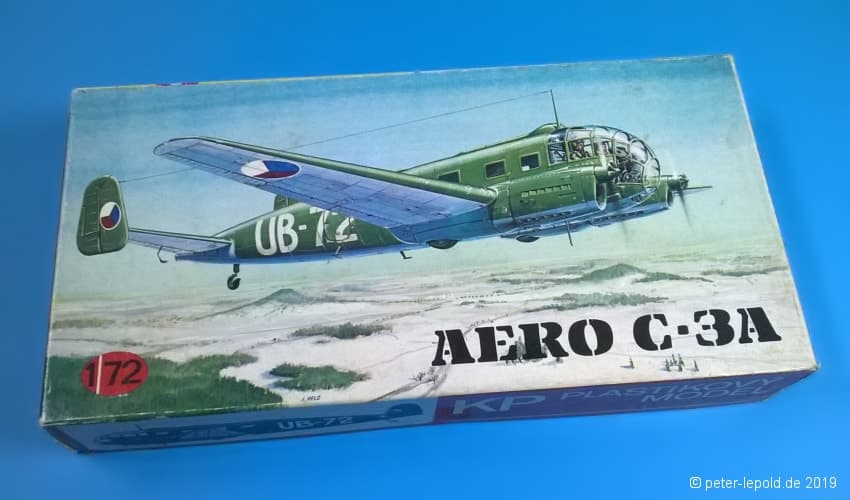 UB-72
AERO C-3A
1/72
UB-72
KP PLASTIKOVÝ
MODEL
© peter-lepold.de 2019